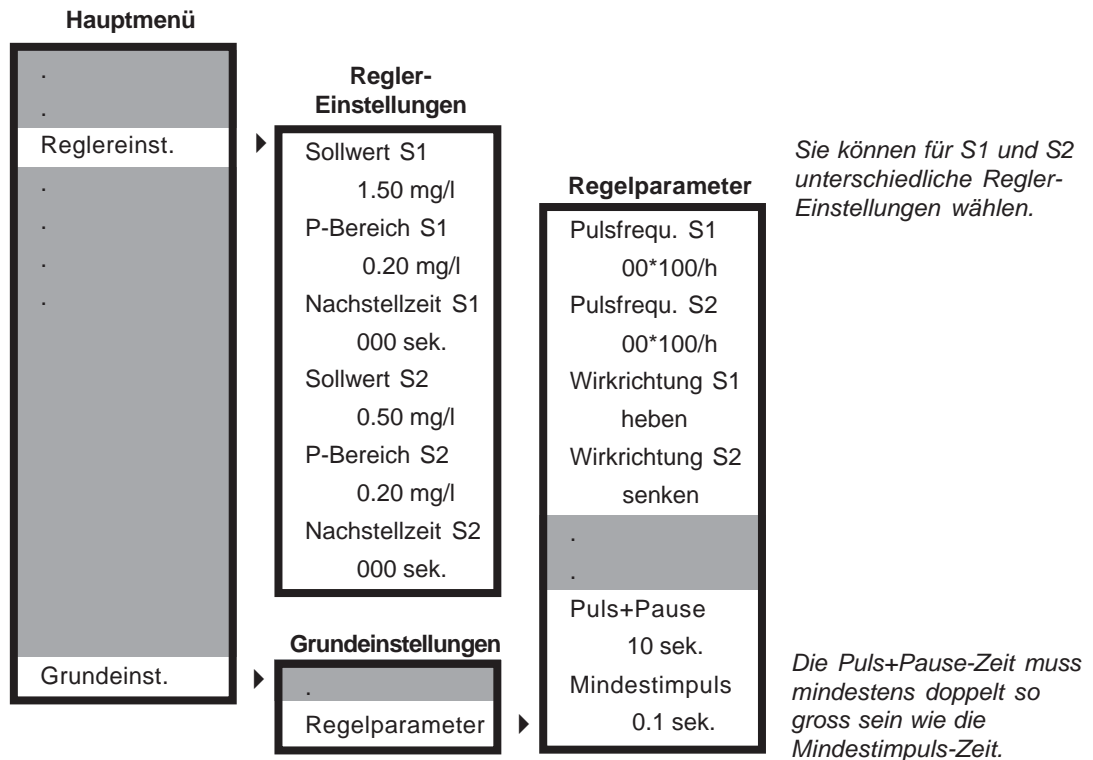 Hauptmenü
.
.
Reglereinst.
.
.
.
.
Grundeinst.
Regler-
Einstellungen
Sollwert S1
1.50 mg/l
P-Bereich S1
0.20 mg/l
Nachstellzeit S1
000 sek.
Sollwert S2
0.50 mg/l
P-Bereich S2
0.20 mg/l
Nachstellzeit S2
000 sek.
Grundeinstellungen
.
Regelparameter
Regelparameter
Pulsfrequ. S1
00*100/h
Pulsfrequ. S2
00*100/h
Wirkrichtung S1
heben
Wirkrichtung S2
senken
.
.
Puls+Pause
10 sek.
Mindestimpuls
0.1 sek.
Sie können für S1 und S2
unterschiedliche Regler-
Einstellungen wählen.
Die Puls+Pause-Zeit muss
mindestens doppelt so
gross sein wie die
Mindestimpuls-Zeit.